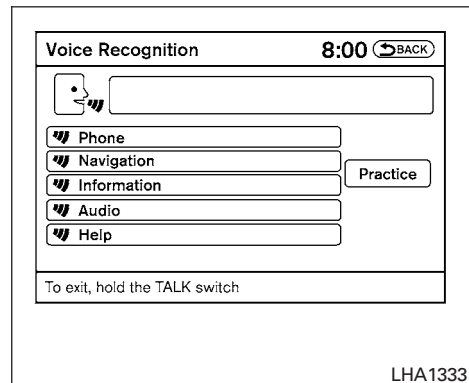 Voice Recognition 8:00 BACK
Phone
Navigation
Information
Practice
Audio
Help
To exit, hold the TALK switch
LHA1333